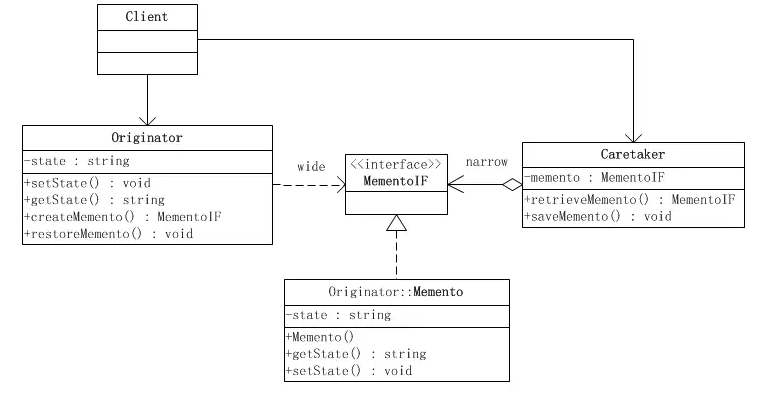 Client
Originator
-state : string
+setState() : void
+getState() : string
+createMemento() : MementoIF
+restoreMemento() : void
wide
<<interface>>
MementoIF
narrow
Caretaker
-memento : MementoIF
+retrieveMemento() : MementoIF
+saveMemento() : void
Originator::Memento
-state : string
+Memento()
+getState() : string
+setState() : void